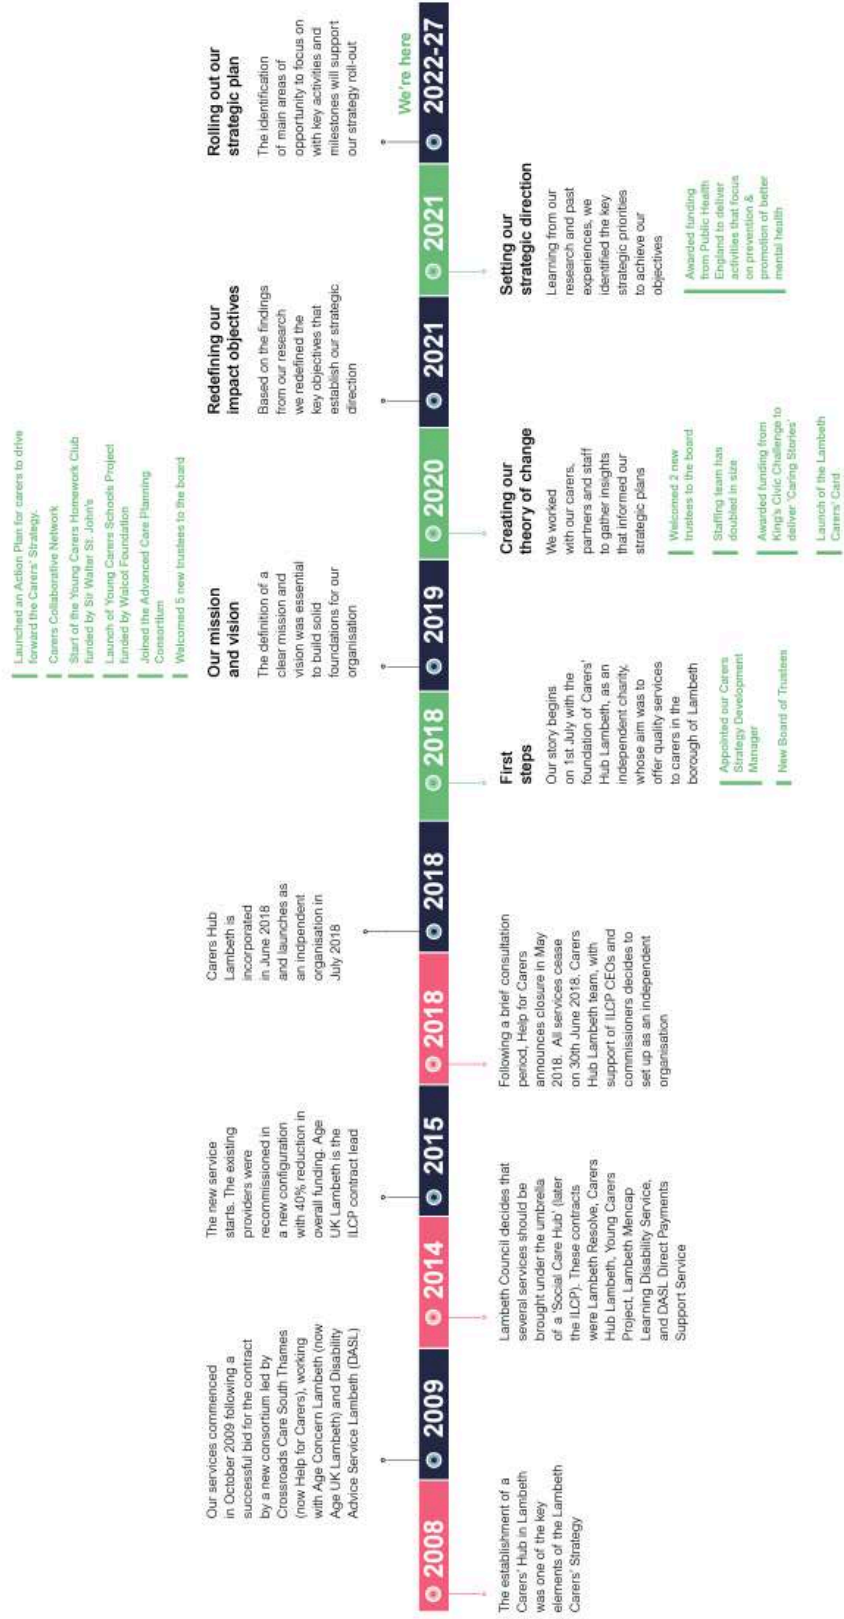 2008
The establishment of a
Carers' Hub in Lambeth
was one of the key
elements of the Lambeth
Carers' Strategy
Our services commenced
in October 2009 following a
successful bid for the contract
by a new consortium led by
Crossroads Care South Thames
(now Help for Carers), working
with Age Concern Lambeth (now
Age UK Lambeth) and Disability
Advice Service Lambeth (DASL)
2009
2014
Lambeth Council decides that
several services should be
brought under the umbrella
of a 'Social Care Hub' (later
the ILCP). These contracts
were Lambeth Resolve, Carers
Hub Lambeth, Young Carers
Project, Lambeth Mencap
Learning Disability Service,
and DASL Direct Payments
Support Service
The new service
starts. The existing
providers were
recommissioned in
a new configuration
with 40% reduction in
overall funding. Age
UK Lambeth is the
ILCP contract lead
2015
2018
Following a brief consultation
period, Help for Carers
announces closure in May
2018. All services cease
on 30th June 2018. Carers
Hub Lambeth team, with
support of ILCP CEOs and
commissioners decides to
set up as an independent
organisation
Carers Hub
Lambeth is
incorporated
in June 2018
and launches as
an indpendent
organisation in
July 2018
2018
2018
First
steps
Our story begins
on 1st July with the
foundation of Carers'
Hub Lambeth, as an
independent charity,
whose aim was to
offer quality services
to carers in the
borough of Lambeth
Appointed our Carers
Strategy Development
Manager
New Board of Trustees
Launched an Action Plan for carers to drive
forward the Carers' Strategy.
Carers Collaborative Network
Start of the Young Carers Homework Club
funded by Sir Walter St. John's
Launch of Young Carers Schools Project
funded by Walcot Foundation
Joined the Advanced Care Planning
Consortium
Welcomed 5 new trustees to the board
Our mission
and vision
The definition of a
clear mission and
vision was essential
to build solid
foundations for our
organisation
2019
2020
Creating our
theory of change
We worked
with our carers,
partners and staff
to gather insights
that informed our
strategic plans
Welcomed 2 new
trustees to the board
Staffing team has
doubled in size
Awarded funding from
King's Civic Challenge to
deliver 'Caring Stories'
Launch of the Lambeth
Carers' Card
Redefining our
impact objectives
Based on the findings
from our research
we redefined the
key objectives that
establish our strategic
direction
2021
2021
Setting our
strategic direction
Learning from our
research and past
experiences, we
identified the key
strategic priorities
to achieve our
objectives
Awarded funding
from Public Health
England to deliver
activities that focus
on prevention &
promotion of better
mental health
Rolling out our
strategic plan
The identification
of main areas of
opportunity to focus on
with key activities and
milestones will support
our strategy roll-out
We're here
2022-27